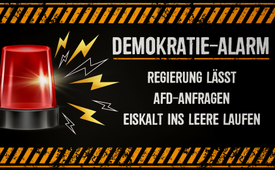 DEMOKRATIE-ALARM
REGIERUNG LÄSST
AFD-ANFRAGEN
EISKALT INS LEERE LAUFEN